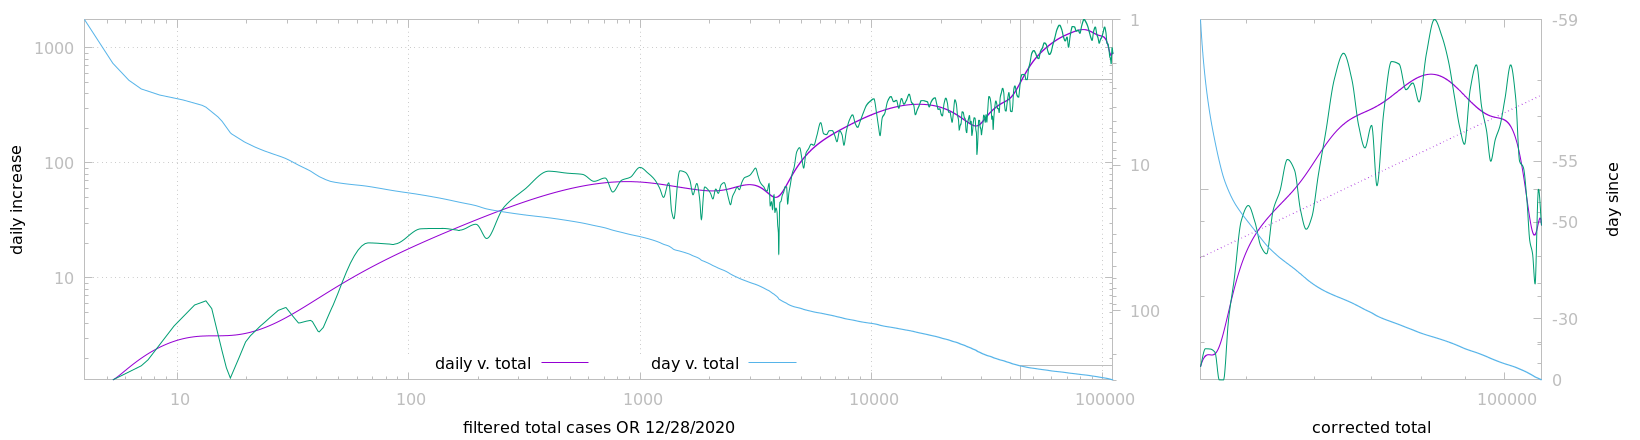 1000
100
10
daily increase
10
100
1000
10000
100000
filtered total cases OR 12/28/2020
daily v. total
day v. total
1
10
100
-59
-55
-50
-30
0
day since
100000
corrected total